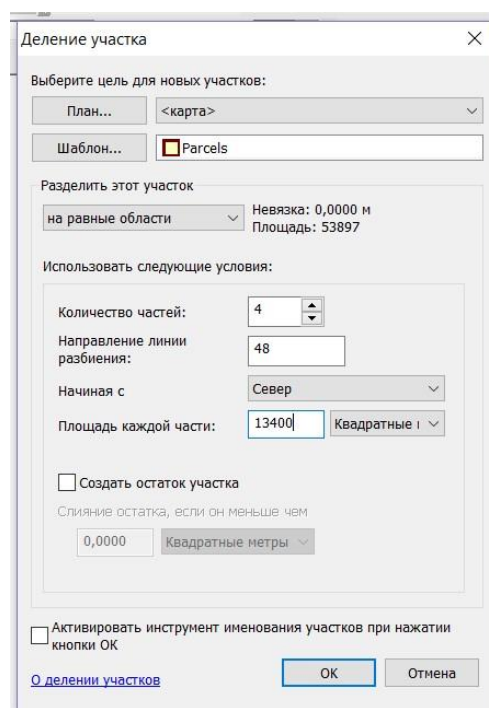 Деление участка
Выберите цель для новых участков:
План... <карта>
Шаблон... Parcels
Разделить этот участок
на равные области Невязка: 0,0000 м
Площадь: 53897
Использовать следующие условия:
Количество частей: 4
Направление линии
разбиения: 48
Начиная с Север
Площадь каждой части: 13400 Квадратные
Создать остаток участка
Слияние остатка, если он меньше чем
0,0000 Квадратные метры
Активировать инструмент именования участков при нажатии
кнопки ОК
О делении участков OK Отмена